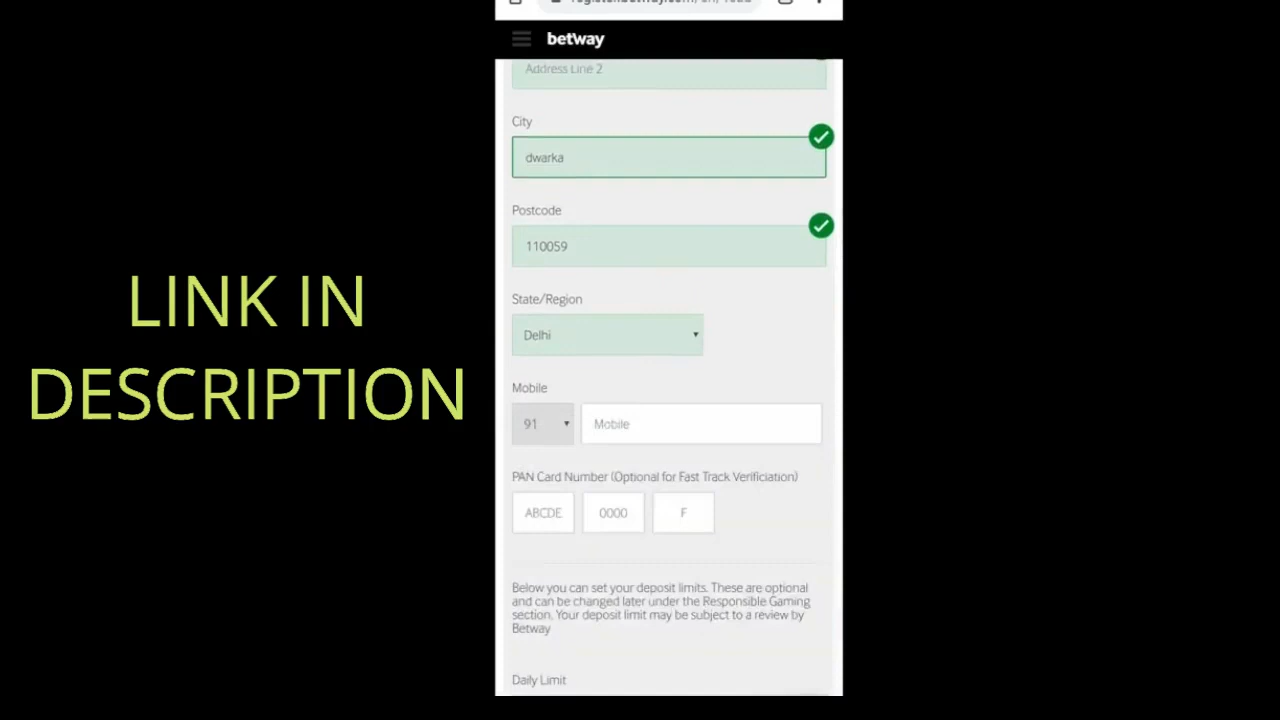 betway
Address Line 2
City
dwarka
Postcode
110059
State/Region
Delhi
Mobile
91
Mobile
PAN Card Number (Optional for Fast Track Verificiation)
ABCDE
0000
F
Below you can set your deposit limits. These are optional
and can be changed later under the Responsible Gaming
section. Your deposit limit may be subject to a review by
Betway
Daily Limit
LINK IN
DESCRIPTION